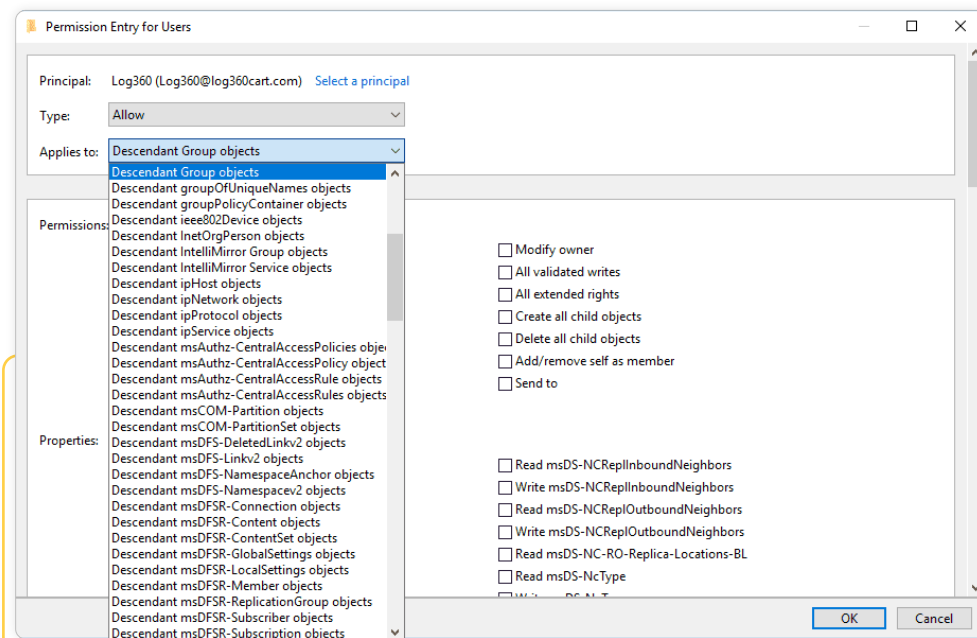 Permission Entry for Users
Principal: Log360 (Log360@log360cart.com) Select a principal
Type: Allow
Applies to: Descendant Group objects
Descendant Group objects
Descendant groupOfUniqueNames objects
Descendant groupPolicyContainer objects
Descendant ieee802Device objects
Descendant InetOrgPerson objects
Descendant IntelliMirror Group objects
Descendant IntelliMirror Service objects
Descendant ipHost objects
Descendant ipNetwork objects
Descendant ipProtocol objects
Descendant ipService objects
Descendant msAuthz-CentralAccessPolicies obje
Descendant msAuthz-CentralAccessPolicy object
Descendant msAuthz-CentralAccessRule objects
Descendant msAuthz-CentralAccessRules objects
Descendant msCOM-Partition objects
Descendant msCOM-PartitionSet objects
Descendant msDFS-DeletedLinkv2 objects
Descendant msDFS-Linkv2 objects
Descendant msDFS-NamespaceAnchor objects
Descendant msDFS-Namespacev2 objects
Descendant msDFSR-Connection objects
Descendant msDFSR-Content objects
Descendant msDFSR-ContentSet objects
Descendant msDFSR-GlobalSettings objects
Descendant msDFSR-LocalSettings objects
Descendant msDFSR-Member objects
Descendant msDFSR-ReplicationGroup objects
Descendant msDFSR-Subscriber objects
Descendant msDFSR-Subscription objects
Permissions:
Modify owner
All validated writes
All extended rights
Create all child objects
Delete all child objects
Add/remove self as member
Send to
Properties:
Read msDS-NCReplInboundNeighbors
Write msDS-NCReplInboundNeighbors
Read msDS-NCReplOutboundNeighbors
Write msDS-NCReplOutboundNeighbors
Read msDS-NC-RO-Replica-Locations-BL
Read msDS-NcType
OK Cancel